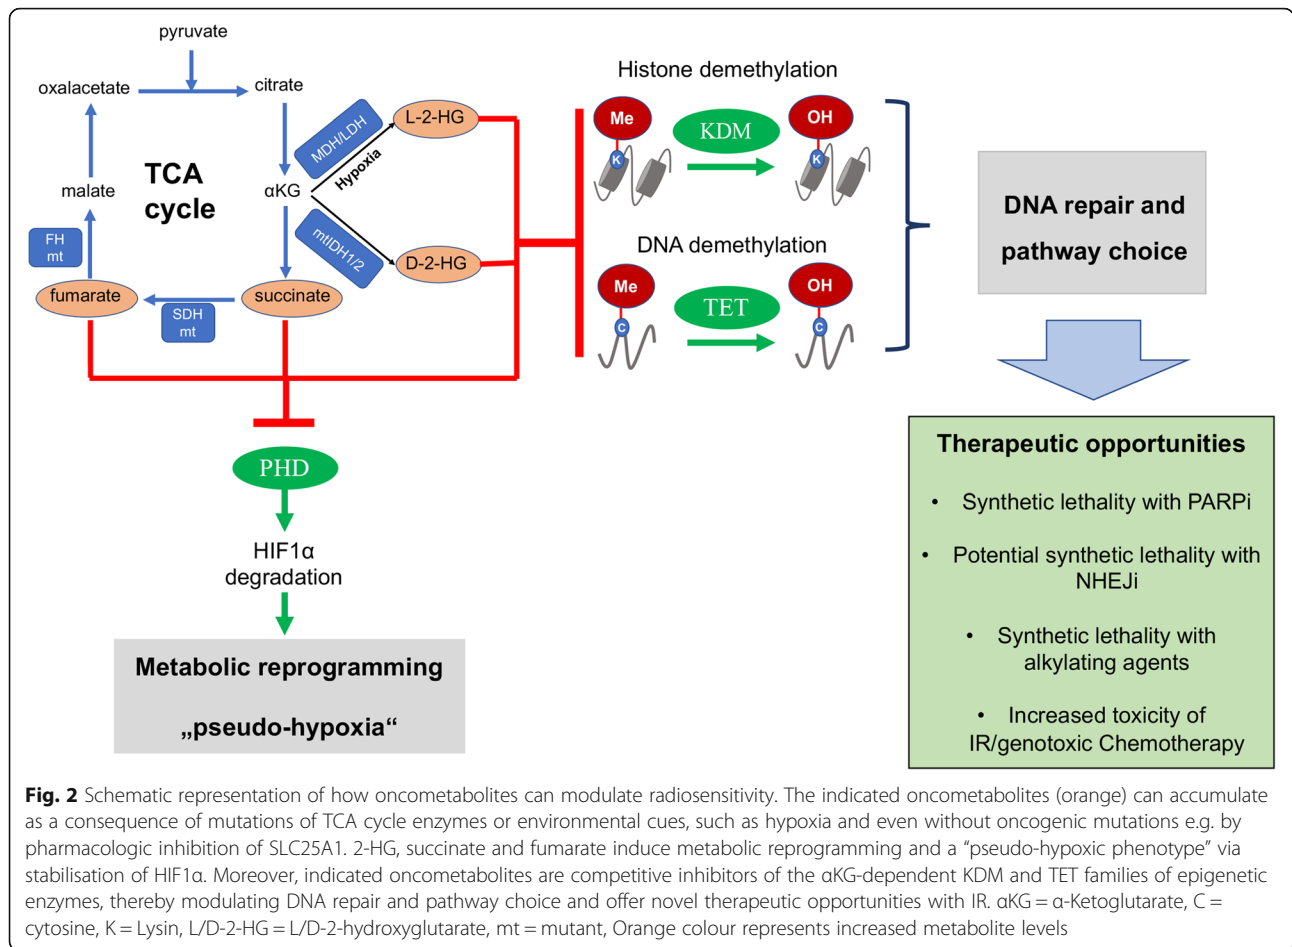 pyruvate
oxalacetate
citrate
MDH/LDH
L-2-HG
Hypoxia
TCA
cycle
malate
αKG
FH
mt
mtIDH1/2
D-2-HG
fumarate
succinate
SDH
mt
Histone demethylation
Me
KDM
OH
K
K
DNA demethylation
Me
TET
OH
C
C
DNA repair and
pathway choice
PHD
HIF1α
degradation
Metabolic reprogramming
„pseudo-hypoxia“
Therapeutic opportunities
• Synthetic lethality with PARPi
• Potential synthetic lethality with
NHEJi
• Synthetic lethality with
alkylating agents
• Increased toxicity of
IR/genotoxic Chemotherapy
Fig. 2 Schematic representation of how oncometabolites can modulate radiosensitivity. The indicated oncometabolites (orange) can accumulate
as a consequence of mutations of TCA cycle enzymes or environmental cues, such as hypoxia and even without oncogenic mutations e.g. by
pharmacologic inhibition of SLC25A1. 2-HG, succinate and fumarate induce metabolic reprogramming and a “pseudo-hypoxic phenotype” via
stabilisation of HIF1α. Moreover, indicated oncometabolites are competitive inhibitors of the αKG-dependent KDM and TET families of epigenetic
enzymes, thereby modulating DNA repair and pathway choice and offer novel therapeutic opportunities with IR. αKG = α-Ketoglutarate, C =
cytosine, K = Lysin, L/D-2-HG = L/D-2-hydroxyglutarate, mt = mutant, Orange colour represents increased metabolite levels